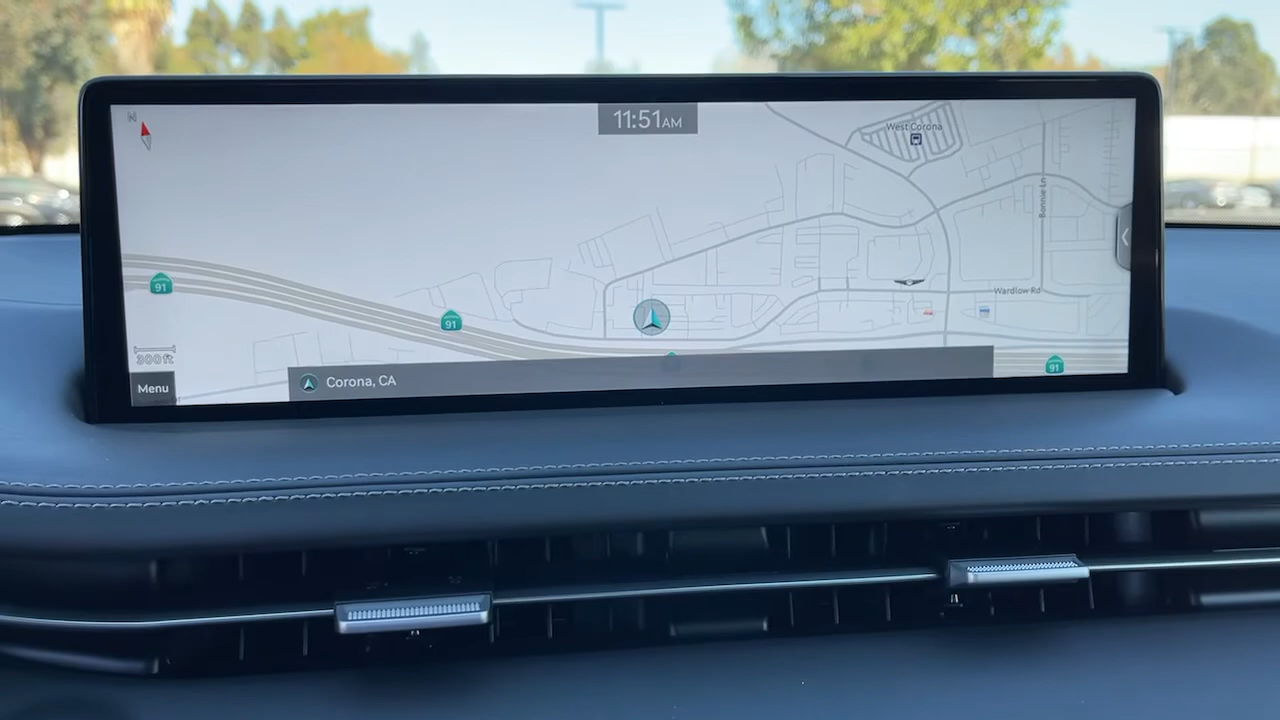 N
11:51AM
West Corona
Bonnie Ln
91
Wardlow Rd
91
300ft
91
Menu
Corona, CA